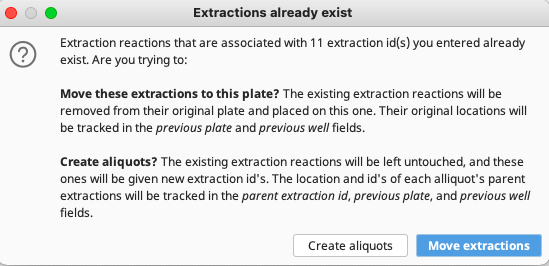 Extractions already exist
Extraction reactions that are associated with 11 extraction id(s) you entered already
exist. Are you trying to:
Move these extractions to this plate? The existing extraction reactions will be
removed from their original plate and placed on this one. Their original locations will
be tracked in the previous plate and previous well fields.
Create aliquots? The existing extraction reactions will be left untouched, and these
ones will be given new extraction id's. The location and id's of each alliquot's parent
extractions will be tracked in the parent extraction id, previous plate, and previous well
fields.
Create aliquots
Move extractions